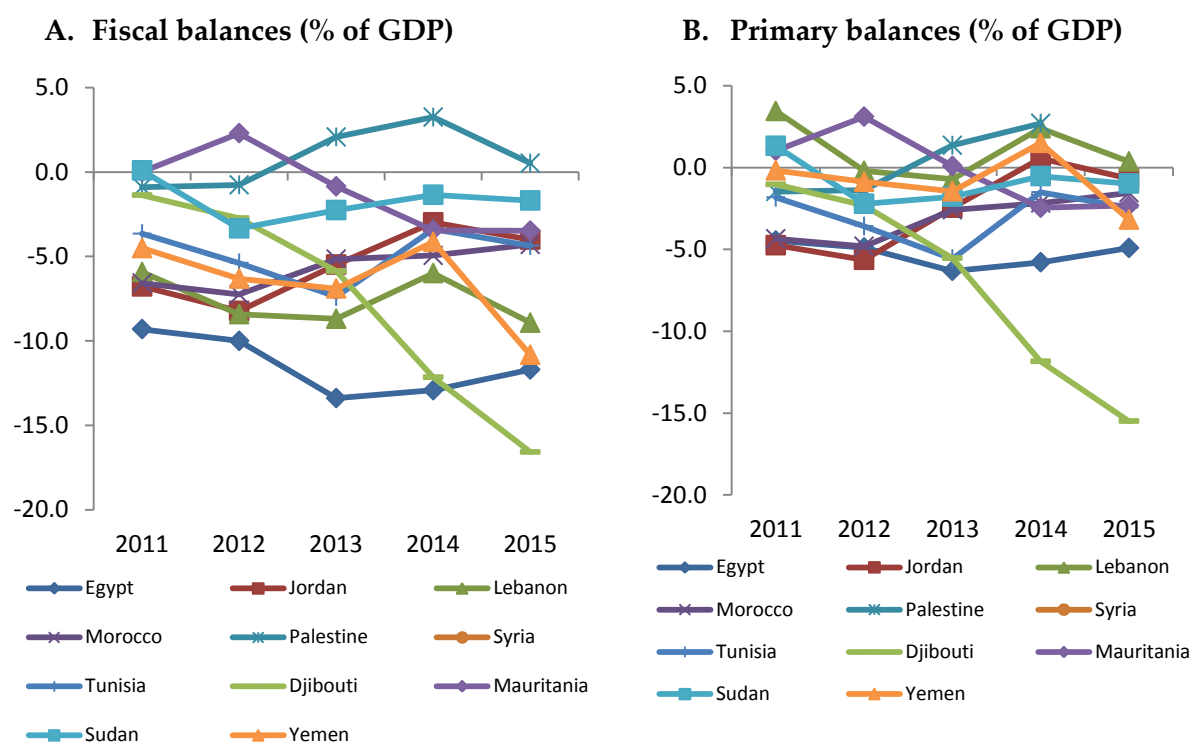 A. Fiscal balances (% of GDP)
5.0
0.0
-5.0
-10.0
-15.0
-20.0
2011 2012 2013 2014 2015
Egypt Jordan Lebanon
Morocco Palestine Syria
Tunisia Djibouti Mauritania
Sudan Yemen
B. Primary balances (% of GDP)
5.0
0.0
-5.0
-10.0
-15.0
-20.0
2011 2012 2013 2014 2015
Egypt Jordan Lebanon
Morocco Palestine Syria
Tunisia Djibouti Mauritania
Sudan Yemen